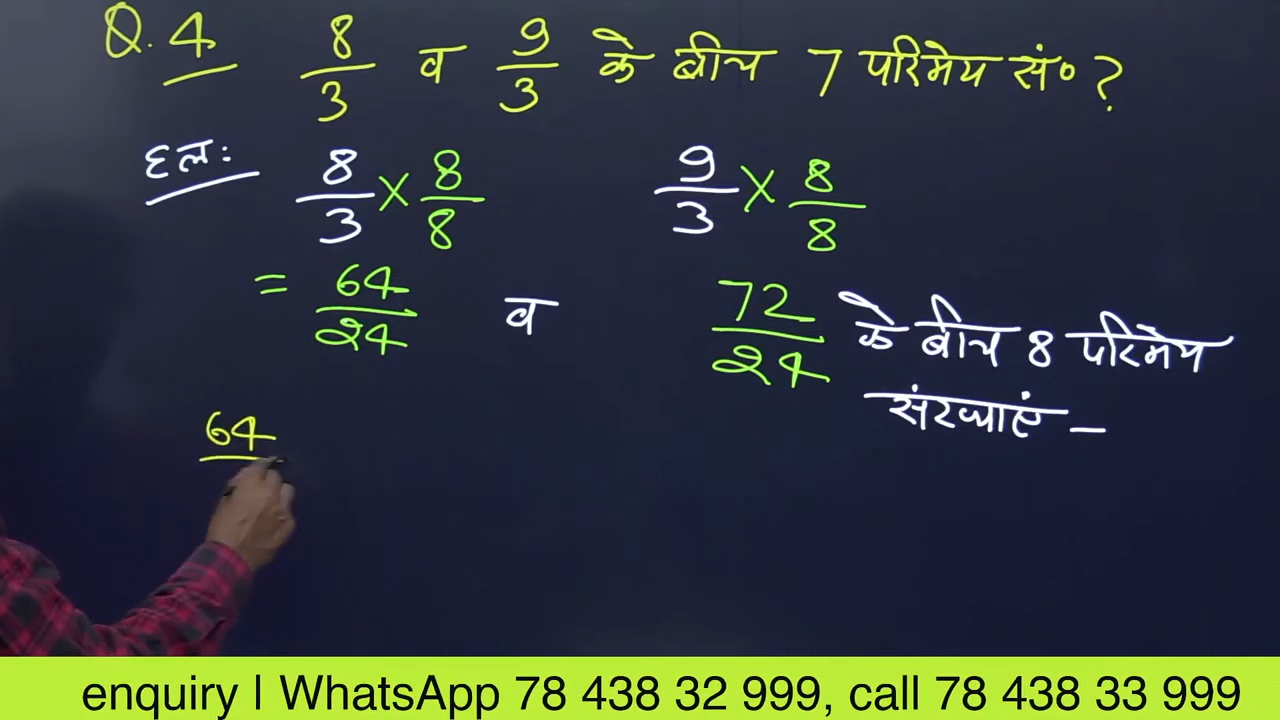 Q.4 8/3 व 9/3 के बीच 7 परिमेय सं० ?
हल: 8/3 × 8/8 9/3 × 8/8
= 64/24 व 72/24 के बीच 8 परिमेय
संख्याएं –
64
enquiry | WhatsApp 78 438 32 999, call 78 438 33 999